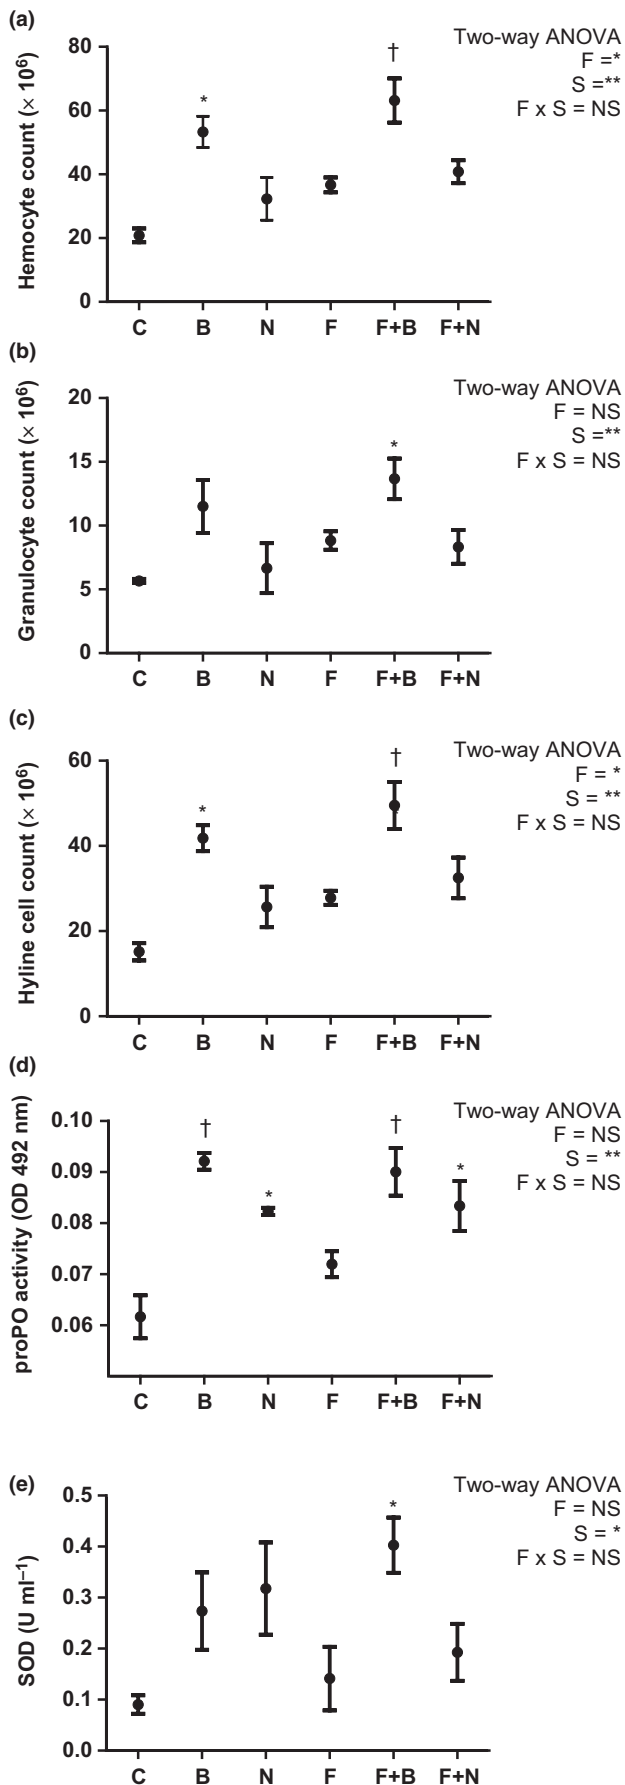 (a)
Two-way ANOVA
F =*
S =**
F x S = NS
Hemocyte count (× 10⁶)
80
60
40
20
0
*
†
C B N F F+B F+N
(b)
Two-way ANOVA
F = NS
S =**
F x S = NS
Granulocyte count (× 10⁶)
20
15
10
5
0
*
C B N F F+B F+N
(c)
Two-way ANOVA
F = *
S = **
F x S = NS
Hyline cell count (× 10⁶)
60
40
20
0
*
†
C B N F F+B F+N
(d)
Two-way ANOVA
F = NS
S = **
F x S = NS
proPO activity (OD 492 nm)
0.10
0.09
0.08
0.07
0.06
†
*
†
*
C B N F F+B F+N
(e)
Two-way ANOVA
F = NS
S = *
F x S = NS
SOD (U ml⁻¹)
0.5
0.4
0.3
0.2
0.1
0.0
*
C B N F F+B F+N